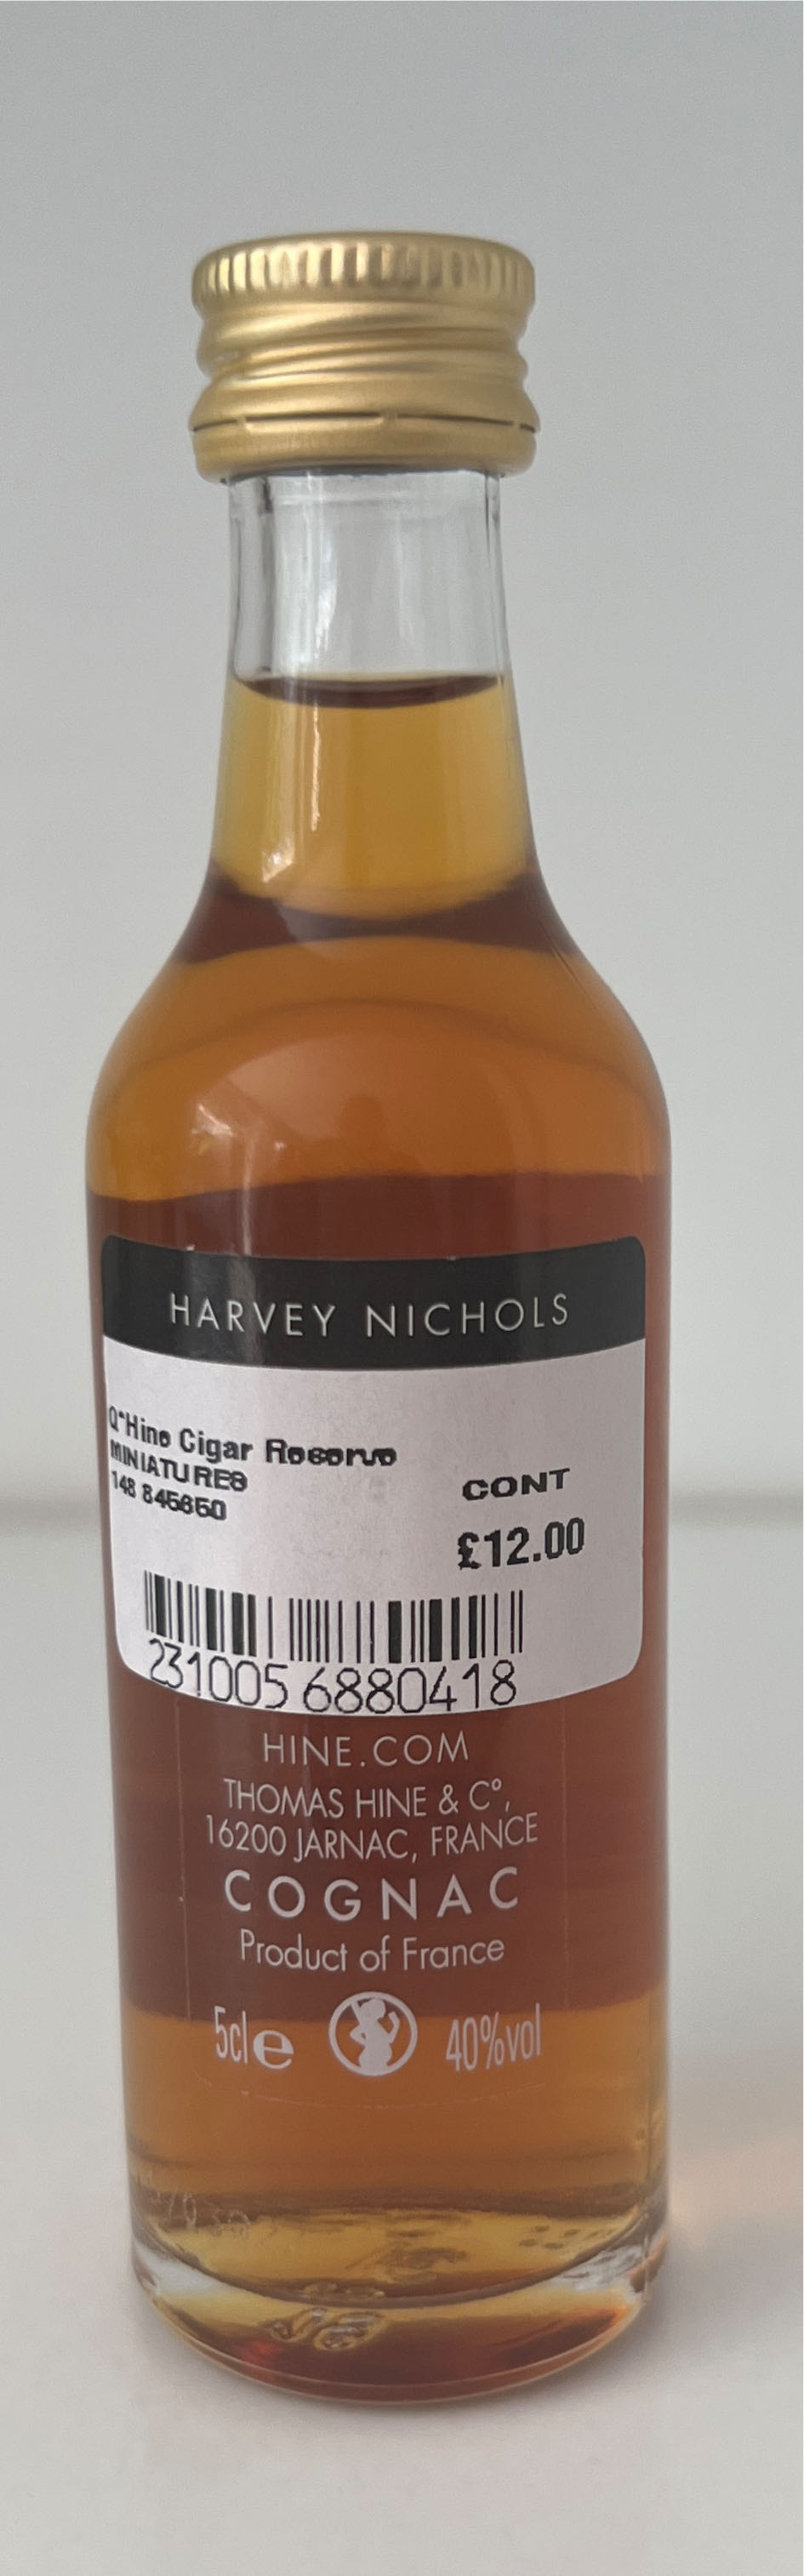 HARVEY NICHOLS
Q*Hine Cigar Reserve
MINIATURES
148 845650
CONT
£12.00
231005 6880418
HINE.COM
THOMAS HINE & Cº,
16200 JARNAC, FRANCE
COGNAC
Product of France
5cl e 40%vol